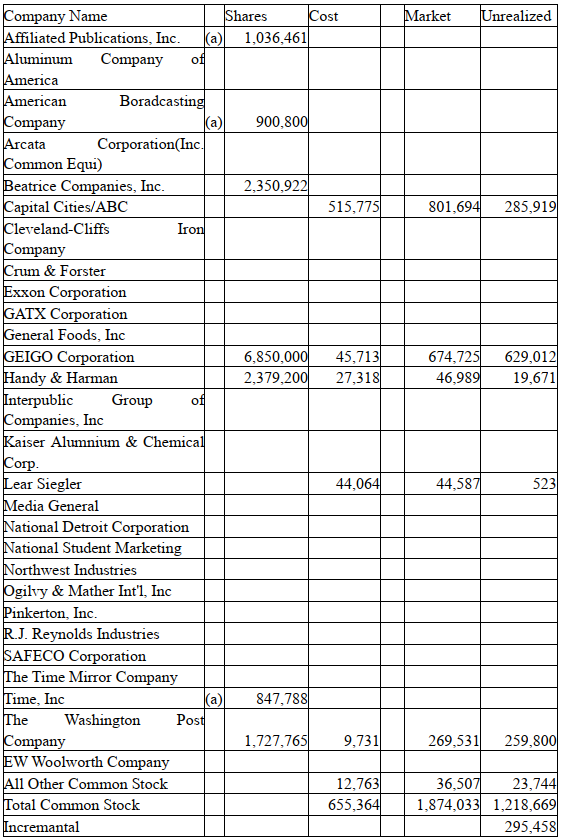 Company Name Shares Cost Market Unrealized
Affiliated Publications, Inc. (a) 1,036,461
Aluminum Company of
America
American Boradcasting
Company (a) 900,800
Arcata Corporation(Inc.
Common Equi)
Beatrice Companies, Inc. 2,350,922
Capital Cities/ABC 515,775 801,694 285,919
Cleveland-Cliffs Iron
Company
Crum & Forster
Exxon Corporation
GATX Corporation
General Foods, Inc
GEIGO Corporation 6,850,000 45,713 674,725 629,012
Handy & Harman 2,379,200 27,318 46,989 19,671
Interpublic Group of
Companies, Inc
Kaiser Alumnium & Chemical
Corp.
Lear Siegler 44,064 44,587 523
Media General
National Detroit Corporation
National Student Marketing
Northwest Industries
Ogilvy & Mather Int'l, Inc
Pinkerton, Inc.
R.J. Reynolds Industries
SAFECO Corporation
The Time Mirror Company
Time, Inc (a) 847,788
The Washington Post
Company 1,727,765 9,731 269,531 259,800
EW Woolworth Company
All Other Common Stock 12,763 36,507 23,744
Total Common Stock 655,364 1,874,033 1,218,669
Incremantal 295,458